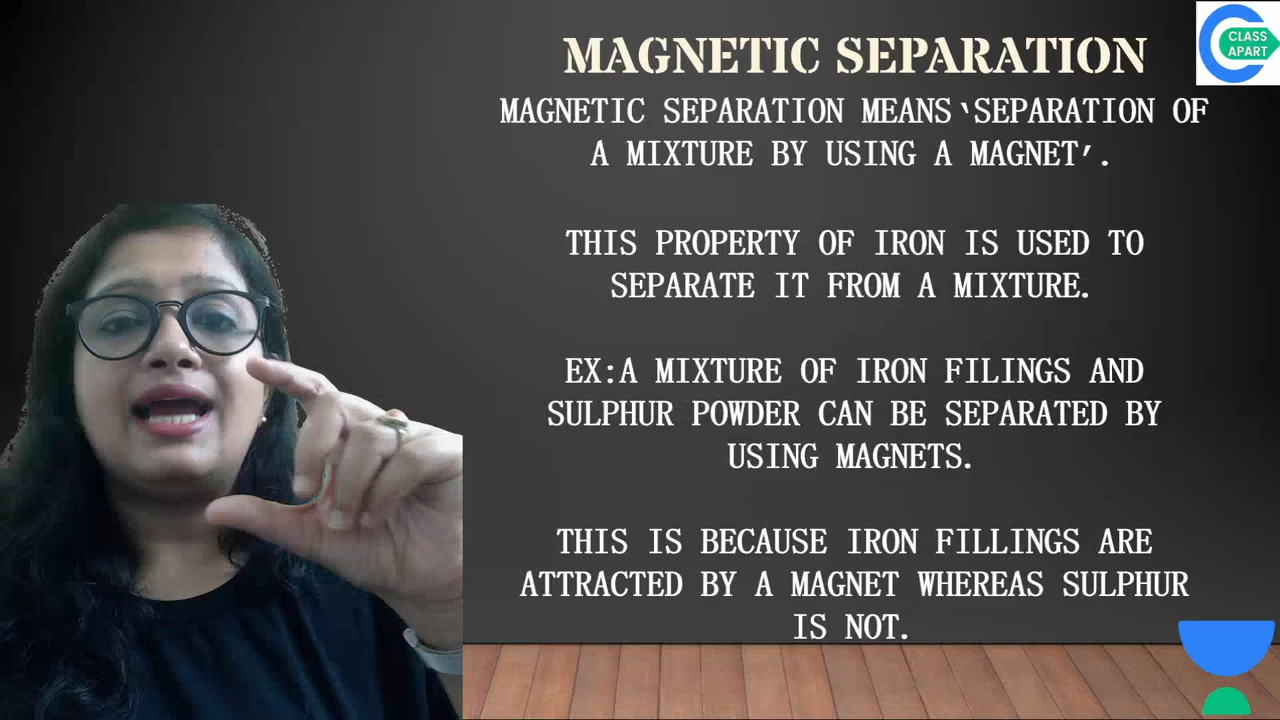 CLASS
APART
MAGNETIC SEPARATION
MAGNETIC SEPARATION MEANS ‵SEPARATION OF
A MIXTURE BY USING A MAGNET′.
THIS PROPERTY OF IRON IS USED TO
SEPARATE IT FROM A MIXTURE.
EX:A MIXTURE OF IRON FILINGS AND
SULPHUR POWDER CAN BE SEPARATED BY
USING MAGNETS.
THIS IS BECAUSE IRON FILLINGS ARE
ATTRACTED BY A MAGNET WHEREAS SULPHUR
IS NOT.